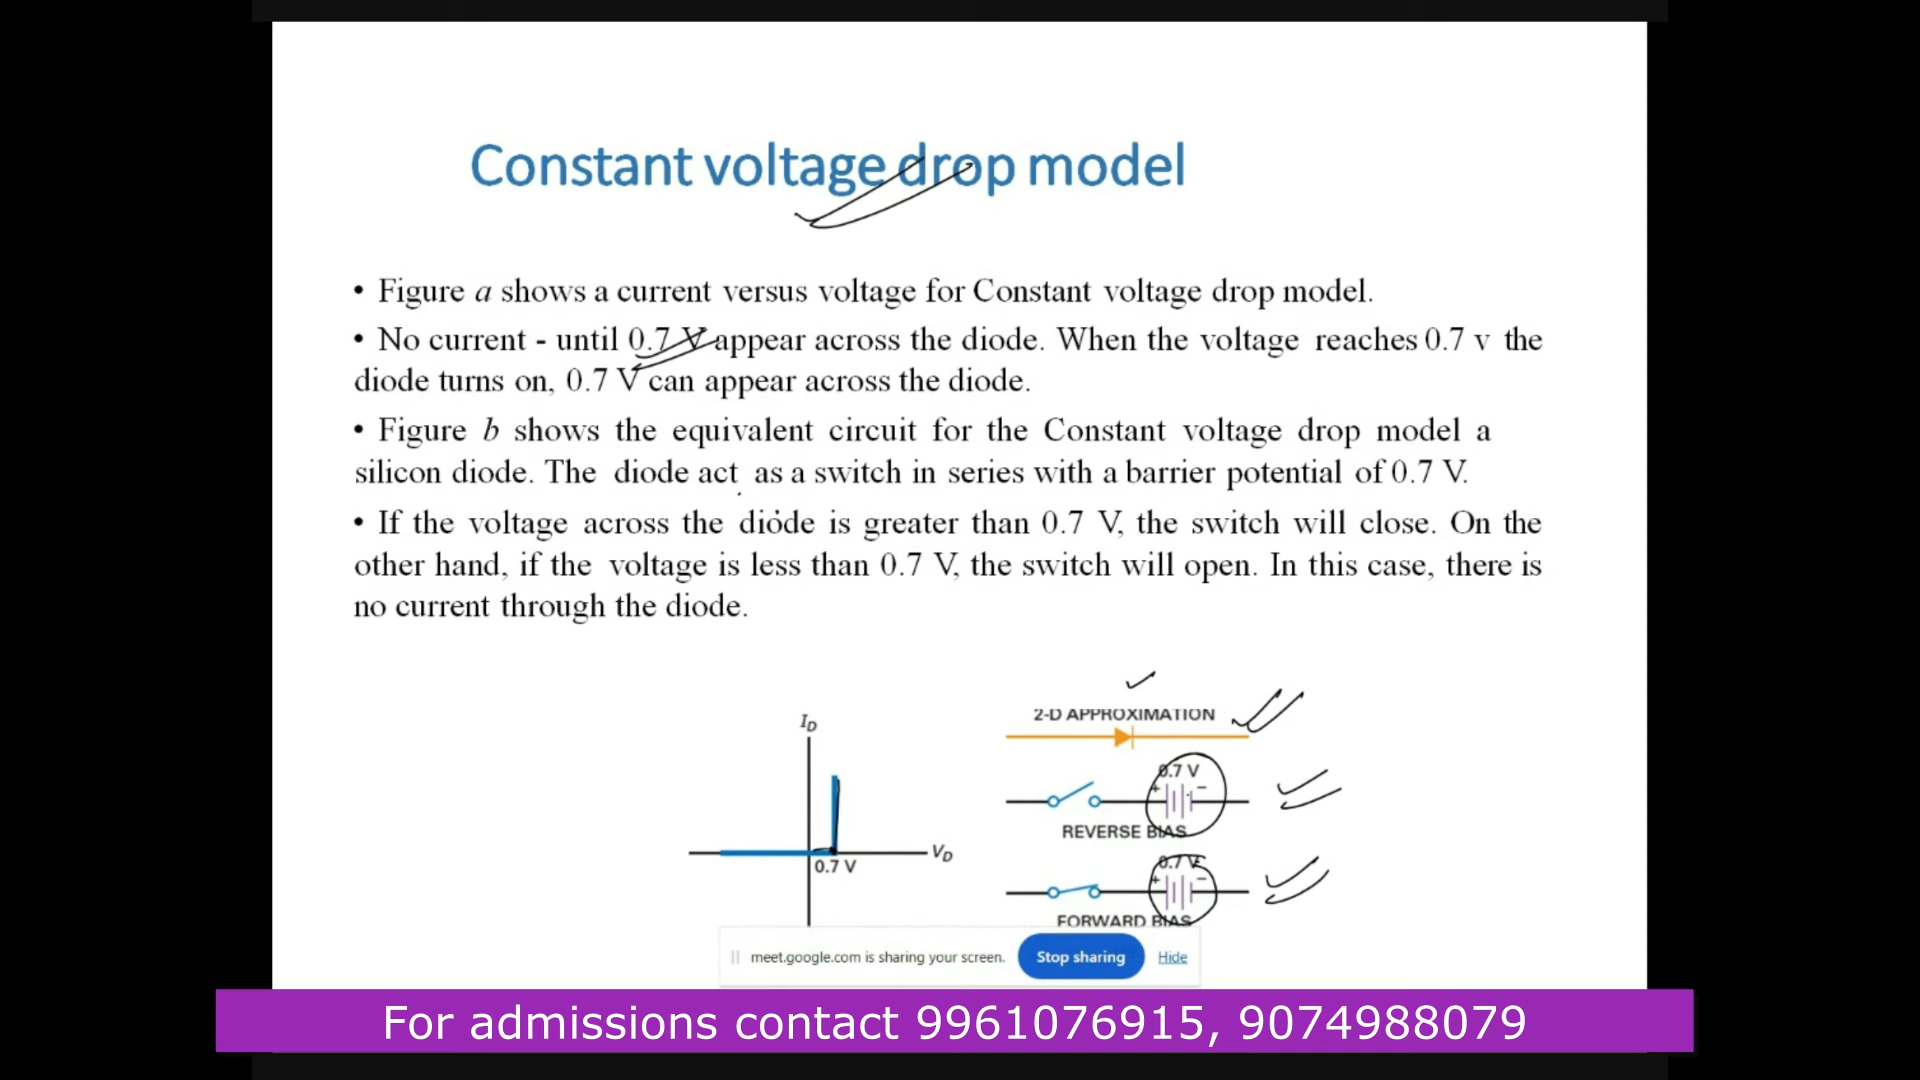 Constant voltage drop model
• Figure a shows a current versus voltage for Constant voltage drop model.
• No current - until 0.7 V appear across the diode. When the voltage reaches 0.7 v the
diode turns on, 0.7 V can appear across the diode.
• Figure b shows the equivalent circuit for the Constant voltage drop model a
silicon diode. The diode act as a switch in series with a barrier potential of 0.7 V.
• If the voltage across the diode is greater than 0.7 V, the switch will close. On the
other hand, if the voltage is less than 0.7 V, the switch will open. In this case, there is
no current through the diode.
I_D
V_D
0.7 V
2-D APPROXIMATION
0.7 V
+ −
REVERSE BIAS
0.7 V
+ −
FORWARD BIAS
meet.google.com is sharing your screen. Stop sharing Hide
For admissions contact 9961076915, 9074988079